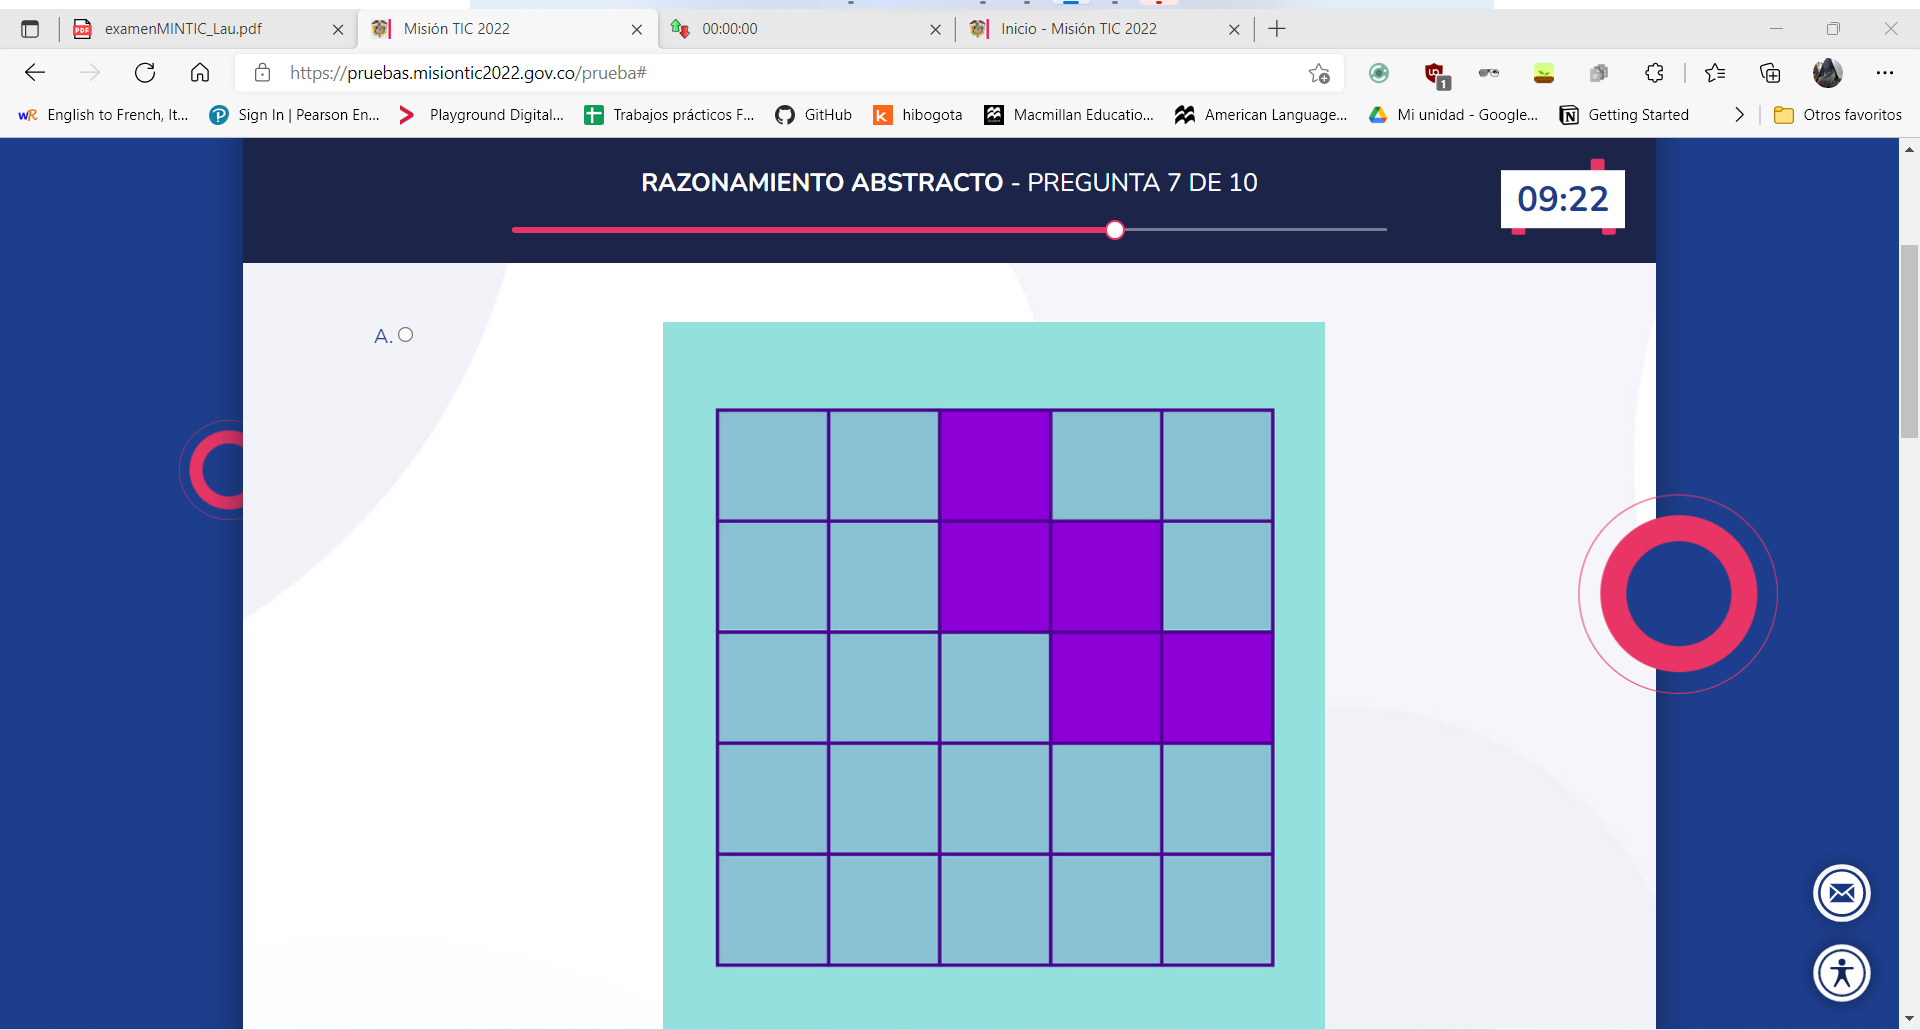 examenMINTIC_Lau.pdf
Misión TIC 2022
00:00:00
Inicio - Misión TIC 2022
https://pruebas.misiontic2022.gov.co/prueba#
1
English to French, It...
Sign In | Pearson En...
Playground Digital...
Trabajos prácticos F...
GitHub
hibogota
Macmillan Educatio...
American Language...
Mi unidad - Google...
Getting Started
Otros favoritos
RAZONAMIENTO ABSTRACTO - PREGUNTA 7 DE 10
09:22
A.